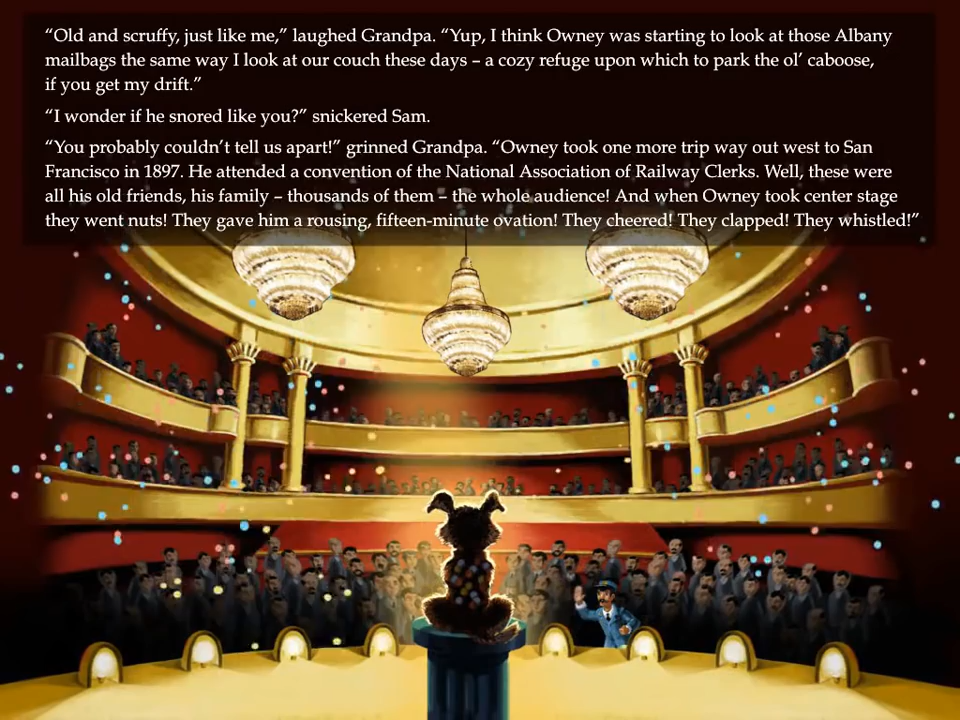 “Old and scruffy, just like me,” laughed Grandpa. “Yup, I think Owney was starting to look at those Albany
mailbags the same way I look at our couch these days – a cozy refuge upon which to park the ol’ caboose,
if you get my drift.”
“I wonder if he snored like you?” snickered Sam.
“You probably couldn’t tell us apart!” grinned Grandpa. “Owney took one more trip way out west to San
Francisco in 1897. He attended a convention of the National Association of Railway Clerks. Well, these were
all his old friends, his family – thousands of them – the whole audience! And when Owney took center stage
they went nuts! They gave him a rousing, fifteen-minute ovation! They cheered! They clapped! They whistled!”